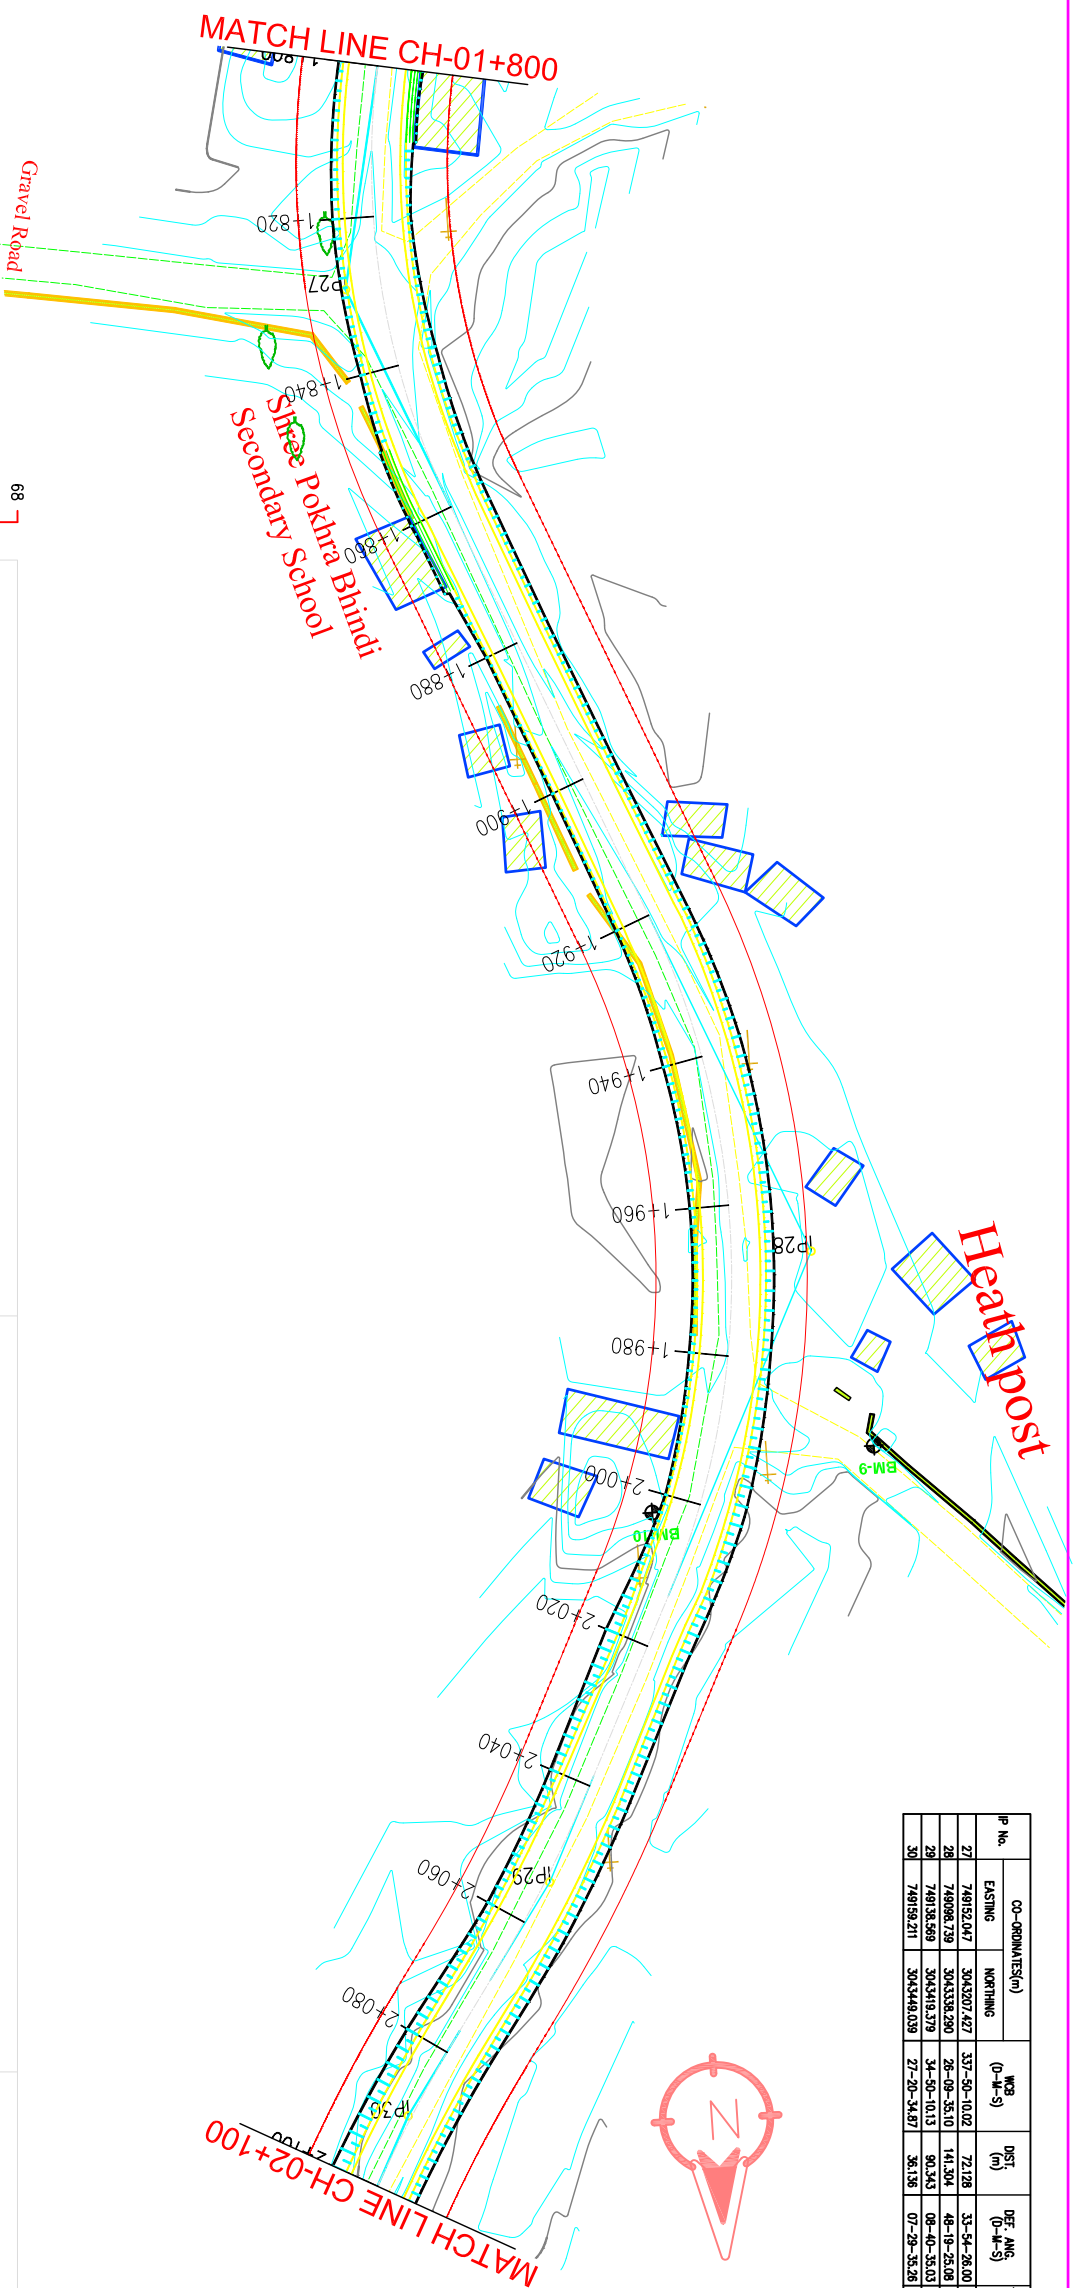 MATCH LINE CH-01+800
1+820
IP27
Gravel Road
1+840
Shree Pokhra Bhindi
Secondary School
68
1+860
1+880
1+900
1+920
1+940
1+960
IP28
Heath post
1+980
BM-9
2+000
BM-10
2+020
2+040
IP29
2+060
2+080
IP30
2+100
MATCH LINE CH-02+100
N
IP No. CO-ORDINATES(m) WCB (D-M-S) DIST. (m) DEF. ANG. (D-M-S)
EASTING NORTHING
27 749152.047 3043207.427 337-50-10.02 72.128 33-54-26.00
28 749098.739 3043338.290 26-09-35.10 141.304 48-19-25.08
29 749138.569 3043419.379 34-50-10.13 90.343 08-40-35.03
30 749159.211 3043449.039 27-20-34.87 36.136 07-29-35.26